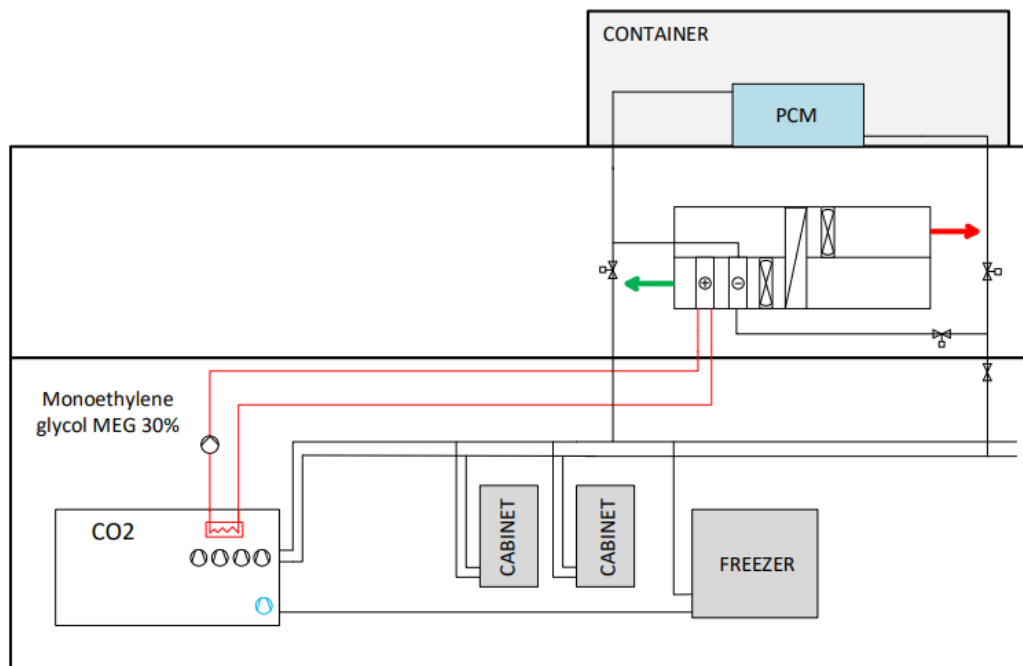 CONTAINER
PCM
Monoethylene
glycol MEG 30%
CO2
CABINET
CABINET
FREEZER